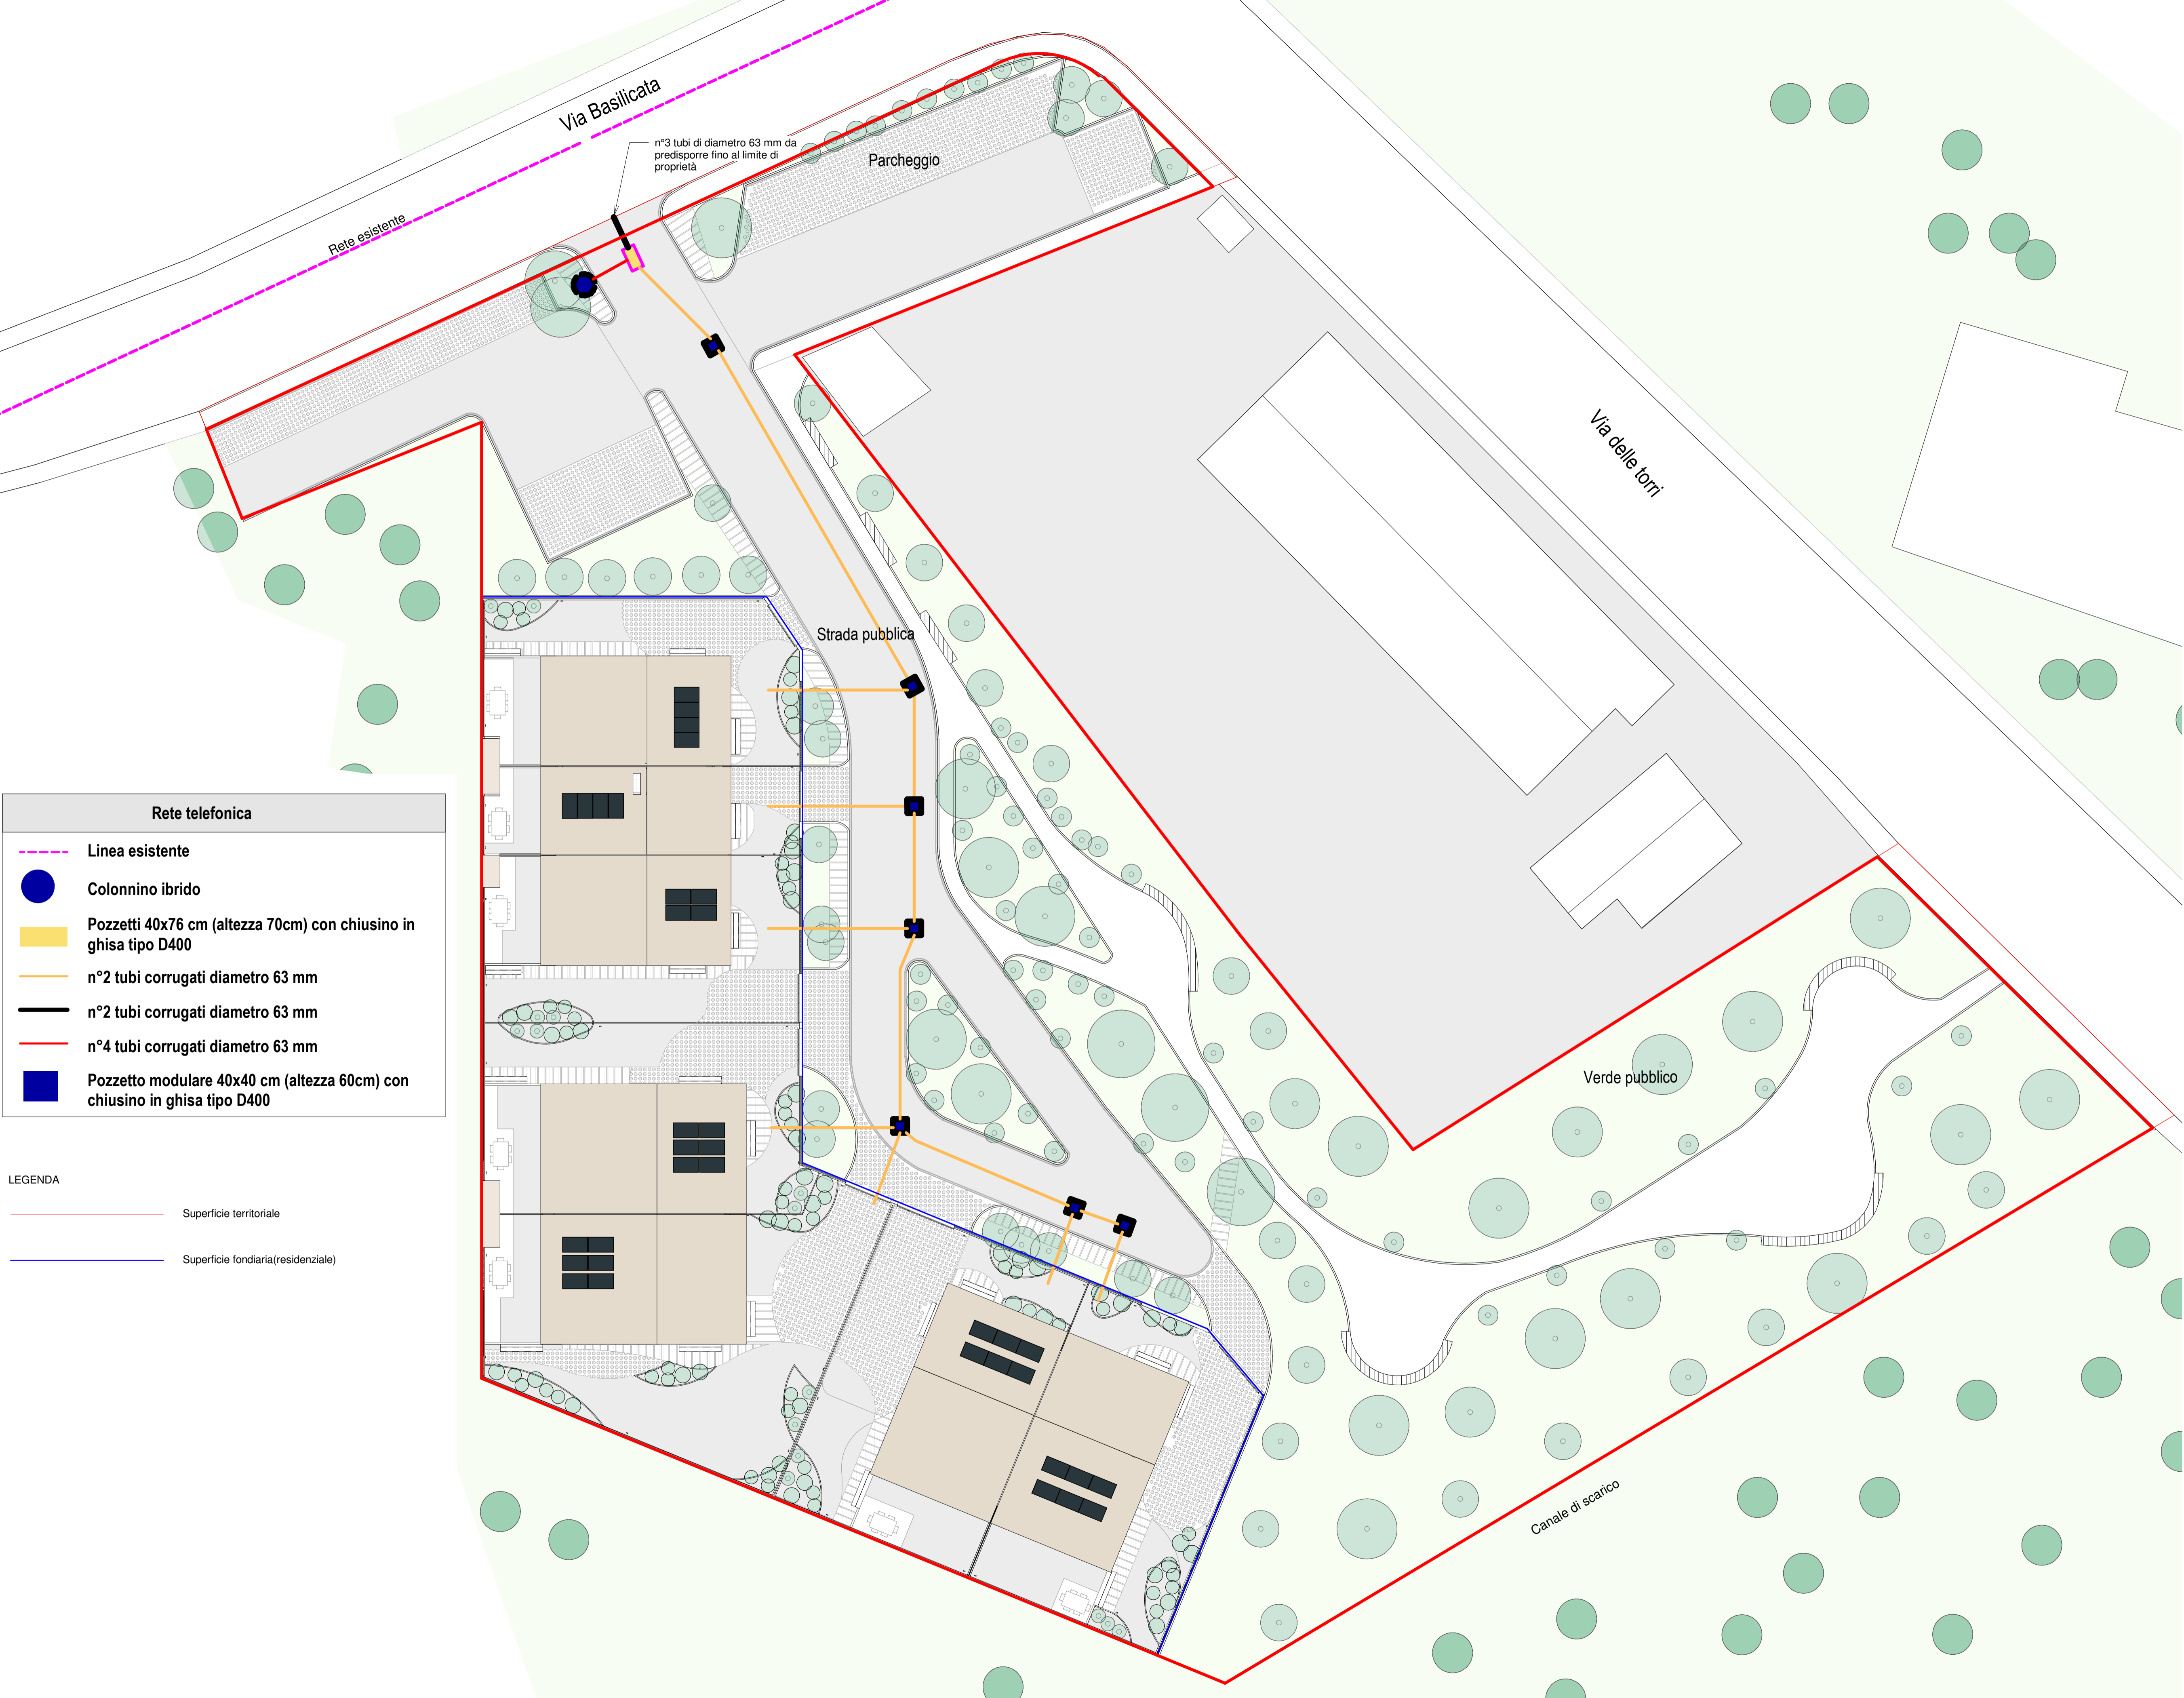 Via Basilicata
n°3 tubi di diametro 63 mm da
predisporre fino al limite di
proprietà
Parcheggio
Rete esistente
Via delle torri
Strada pubblica
Rete telefonica
Linea esistente
Colonnino ibrido
Pozzetti 40x76 cm (altezza 70cm) con chiusino in
ghisa tipo D400
n°2 tubi corrugati diametro 63 mm
n°2 tubi corrugati diametro 63 mm
n°4 tubi corrugati diametro 63 mm
Pozzetto modulare 40x40 cm (altezza 60cm) con
chiusino in ghisa tipo D400
Verde pubblico
LEGENDA
Superficie territoriale
Superficie fondiaria(residenziale)
Canale di scarico